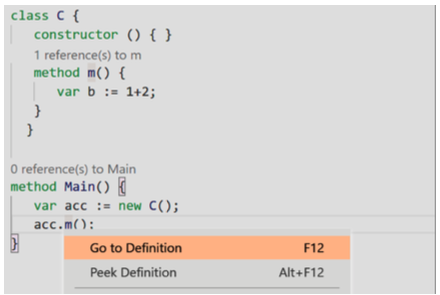 class C {
constructor () { }
1 reference(s) to m
method m() {
var b := 1+2;
}
}
0 reference(s) to Main
method Main() {
var acc := new C();
acc.m():
}
Go to Definition F12
Peek Definition Alt+F12